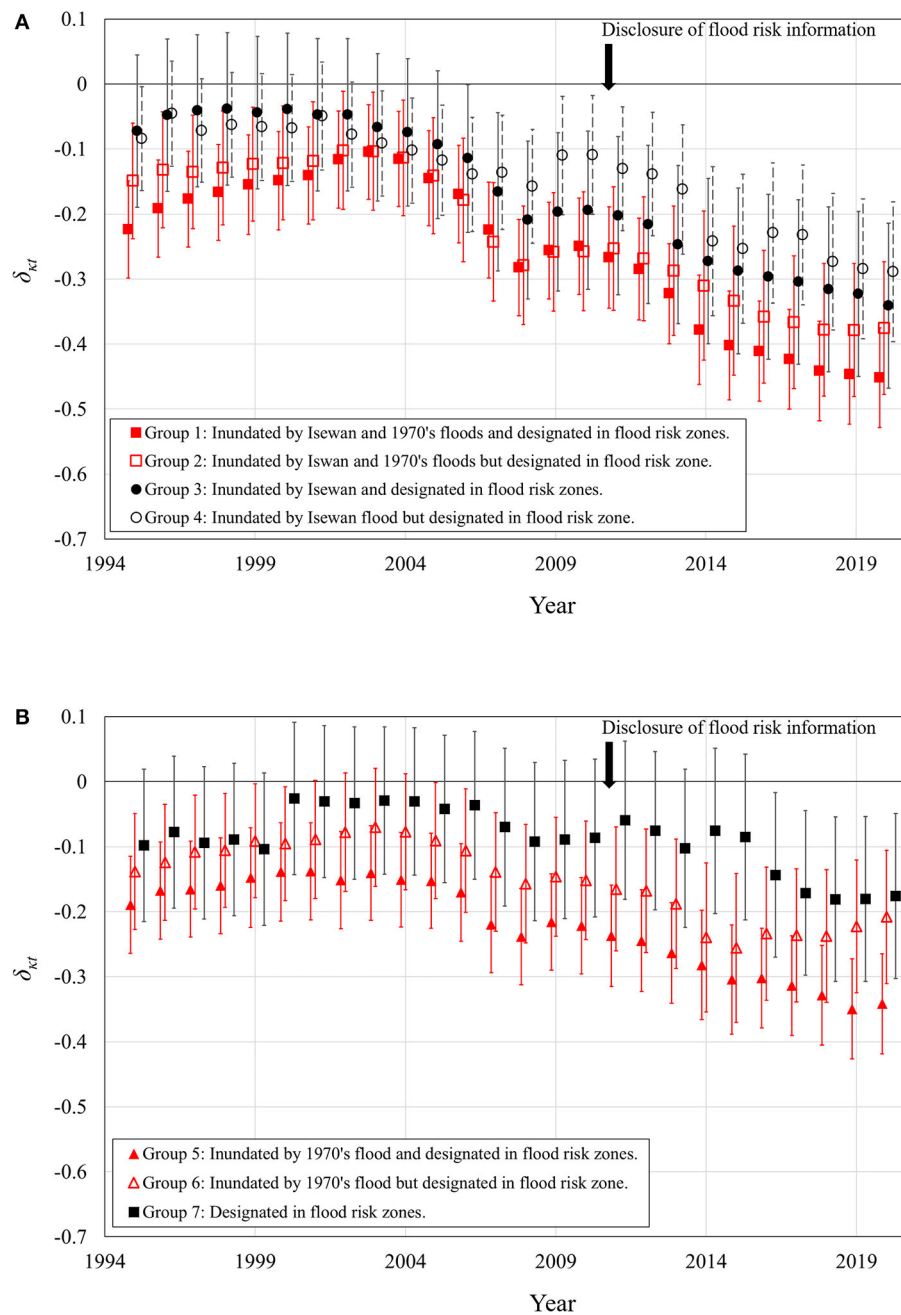 A
0.1
Disclosure of flood risk information
0
-0.1
-0.2
-0.3
-0.4
-0.5
-0.6
-0.7
δκt
Group 1: Inundated by Isewan and 1970's floods and designated in flood risk zones.
Group 2: Inundated by Iswan and 1970's floods but designated in flood risk zone.
Group 3: Inundated by Isewan and designated in flood risk zones.
Group 4: Inundated by Isewan flood but designated in flood risk zone.
1994 1999 2004 2009 2014 2019
Year
B
0.1
Disclosure of flood risk information
0
-0.1
-0.2
-0.3
-0.4
-0.5
-0.6
-0.7
δκt
Group 5: Inundated by 1970's flood and designated in flood risk zones.
Group 6: Inundated by 1970's flood but designated in flood risk zone.
Group 7: Designated in flood risk zones.
1994 1999 2004 2009 2014 2019
Year